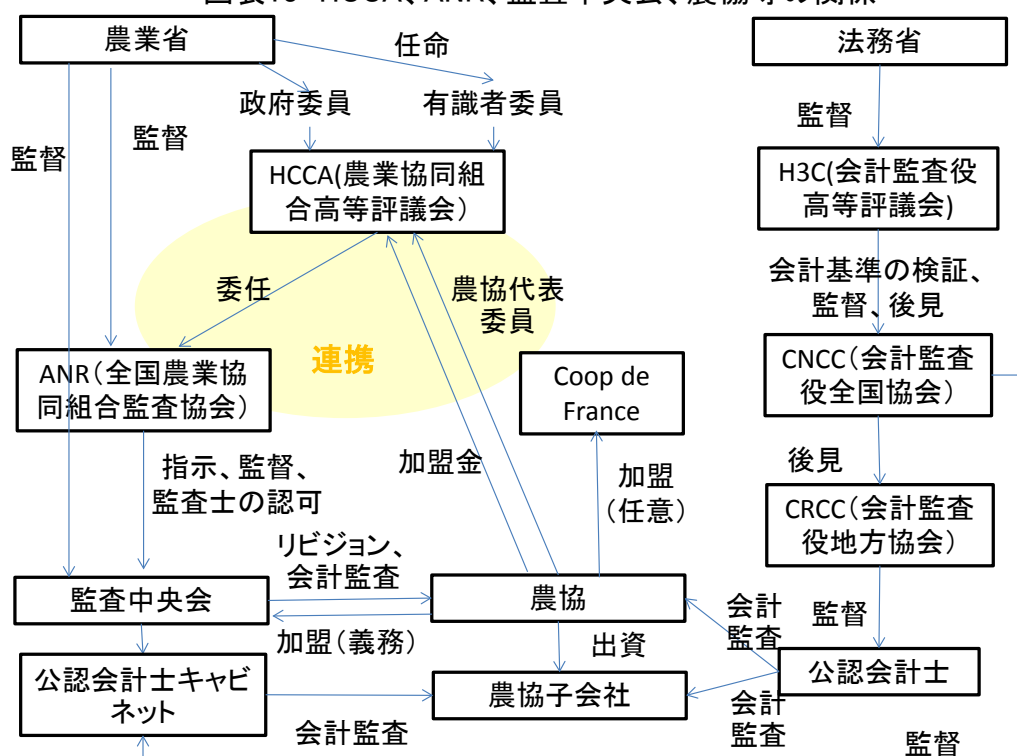 農業省
任命
法務省
政府委員
有識者委員
監督
監督
監督
HCCA(農業協同組
合高等評議会)
H3C(会計監査役
高等評議会)
委任
農協代表
委員
会計基準の検証、
監督、後見
連携
ANR(全国農業協
同組合監査協会)
Coop de
France
CNCC(会計監査
役全国協会)
指示、監督、
監査士の認可
加盟金
加盟
(任意)
後見
CRCC(会計監査
役地方協会)
リビジョン、
会計監査
監査中央会
農協
会計
監査
監督
加盟(義務)
出資
公認会計士キャビ
ネット
農協子会社
公認会計士
会計監査
会計
監査
監督